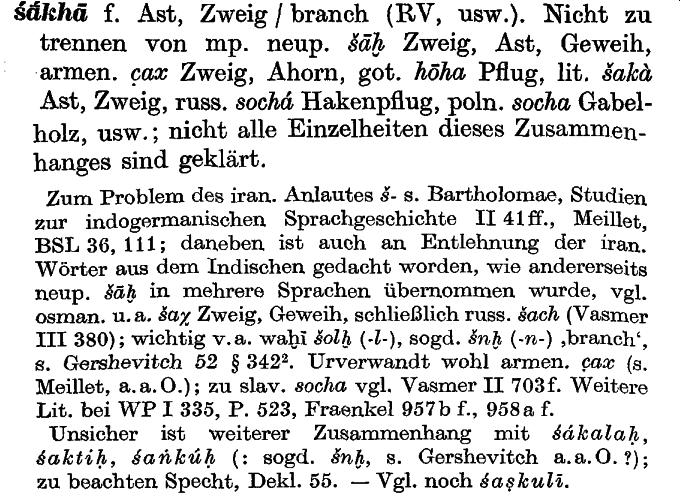 śā́khā f. Ast, Zweig / branch (RV, usw.). Nicht zu
trennen von mp. neup. šāḫ Zweig, Ast, Geweih,
armen. c̣ax Zweig, Ahorn, got. hōha Pflug, lit. šakà
Ast, Zweig, russ. sochá Hakenpflug, poln. socha Gabel-
holz, usw.; nicht alle Einzelheiten dieses Zusammen-
hanges sind geklärt.
Zum Problem des iran. Anlautes š- s. Bartholomae, Studien
zur indogermanischen Sprachgeschichte II 41ff., Meillet,
BSL 36, 111; daneben ist auch an Entlehnung der iran.
Wörter aus dem Indischen gedacht worden, wie andererseits
neup. šāḫ in mehrere Sprachen übernommen wurde, vgl.
osman. u. a. šaχ Zweig, Geweih, schließlich russ. šach (Vasmer
III 380); wichtig v. a. waḫī šolḫ (-l-), sogd. šnḫ (-n-) ‚branch‘,
s. Gershevitch 52 § 342². Urverwandt wohl armen. c̣ax (s.
Meillet, a. a. O.); zu slav. socha vgl. Vasmer II 703f. Weitere
Lit. bei WP I 335, P. 523, Fraenkel 957b f., 958a f.
Unsicher ist weiterer Zusammenhang mit śákalaḥ,
śaktiḥ, śaṅkúḥ (: sogd. šnḫ, s. Gershevitch a. a. O. ?);
zu beachten Specht, Dekl. 55. — Vgl. noch śaṣkulī.